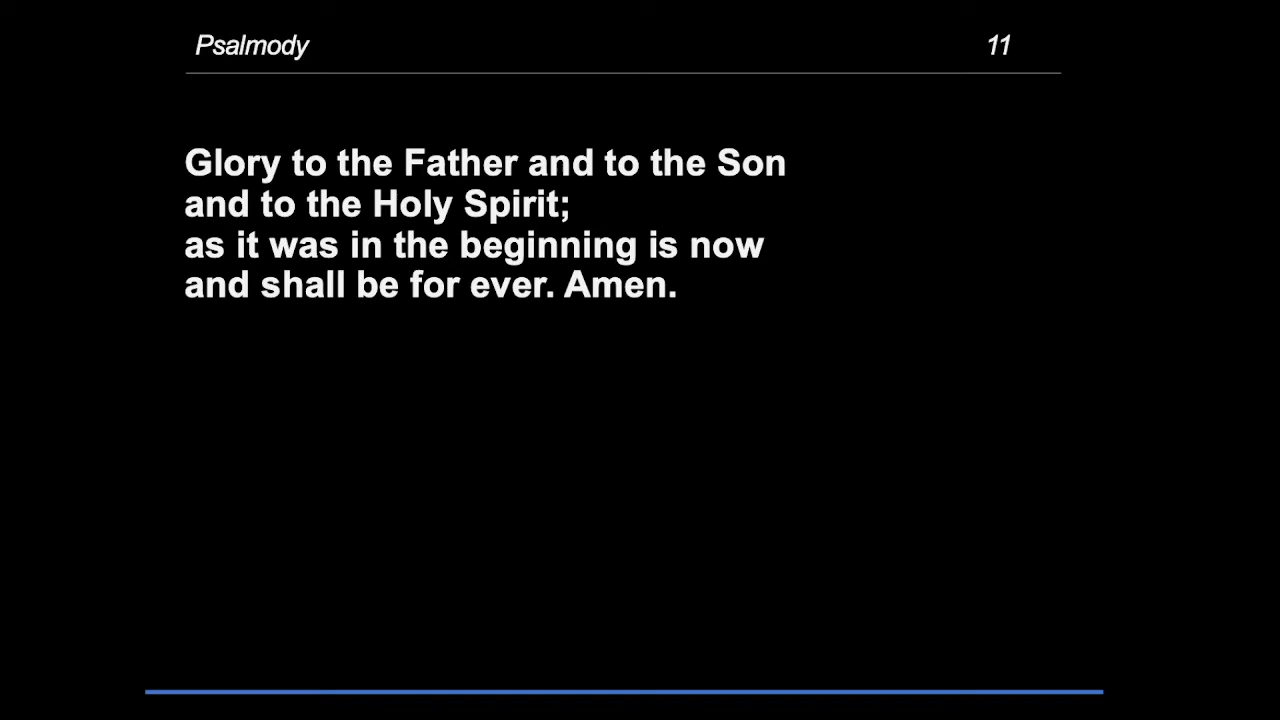 Psalmody 11
Glory to the Father and to the Son
and to the Holy Spirit;
as it was in the beginning is now
and shall be for ever. Amen.